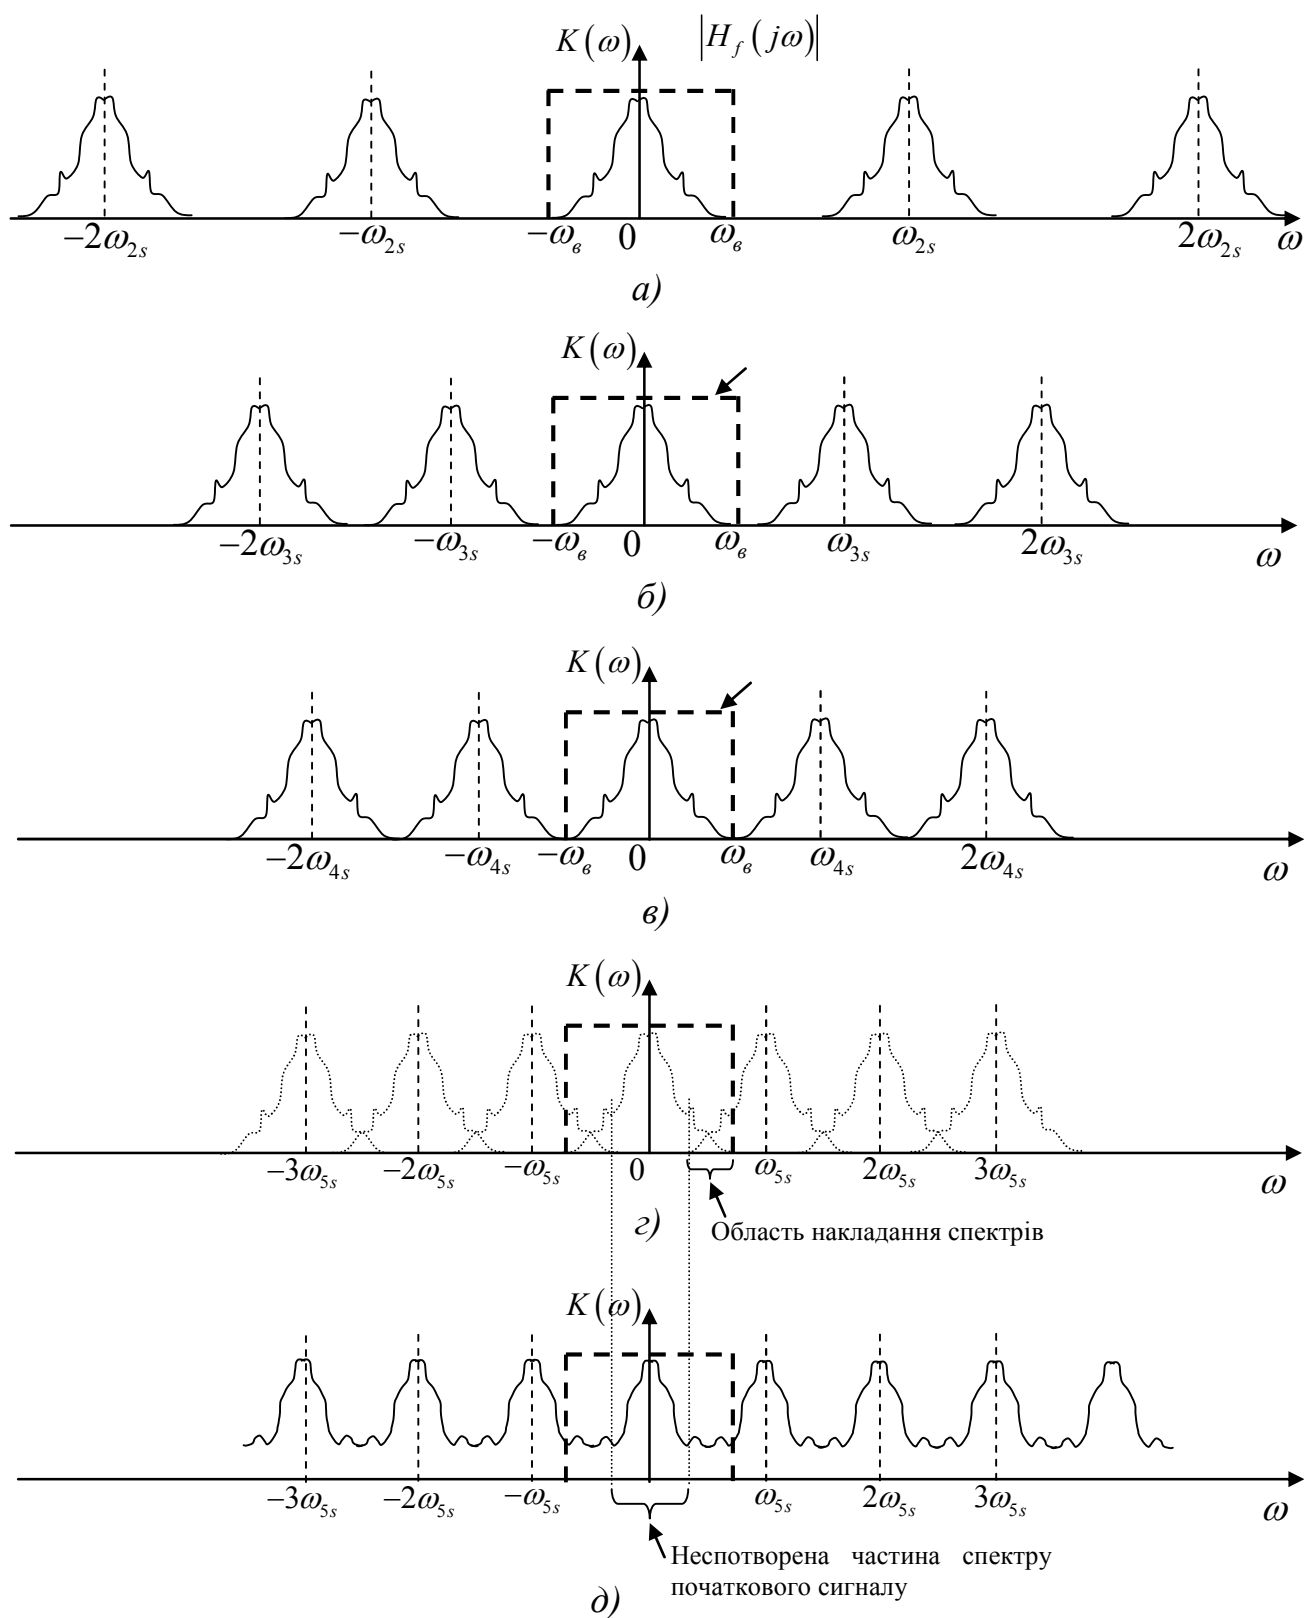 K(ω) |H_f(jω)|
−2ω_2s −ω_2s −ω_в 0 ω_в ω_2s 2ω_2s ω
а)
K(ω)
−2ω_3s −ω_3s −ω_в 0 ω_в ω_3s 2ω_3s ω
б)
K(ω)
−2ω_4s −ω_4s −ω_в 0 ω_в ω_4s 2ω_4s ω
в)
K(ω)
−3ω_5s −2ω_5s −ω_5s 0 ω_5s 2ω_5s 3ω_5s ω
г)
Область накладання спектрів
K(ω)
−3ω_5s −2ω_5s −ω_5s ω_5s 2ω_5s 3ω_5s ω
Неспотворена частина спектру
початкового сигналу
д)